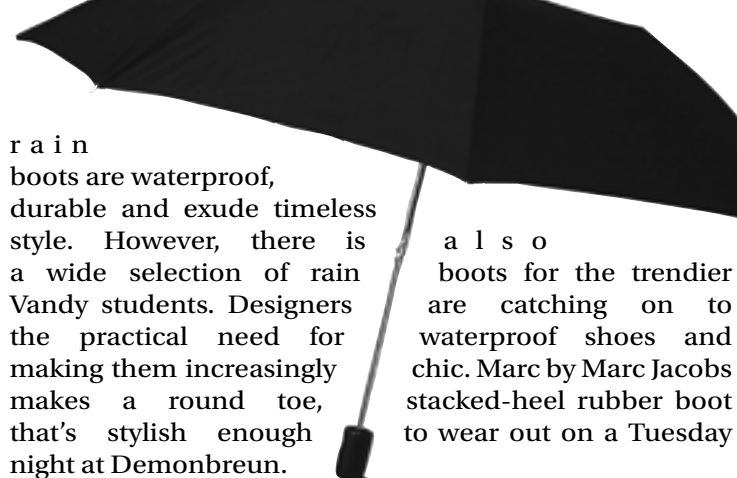 rain
boots are waterproof,
durable and exude timeless
style. However, there is also
a wide selection of rain boots for the trendier
Vandy students. Designers are catching on to
the practical need for waterproof shoes and
making them increasingly chic. Marc by Marc Jacobs
makes a round toe, stacked-heel rubber boot
that's stylish enough to wear out on a Tuesday
night at Demonbreun.